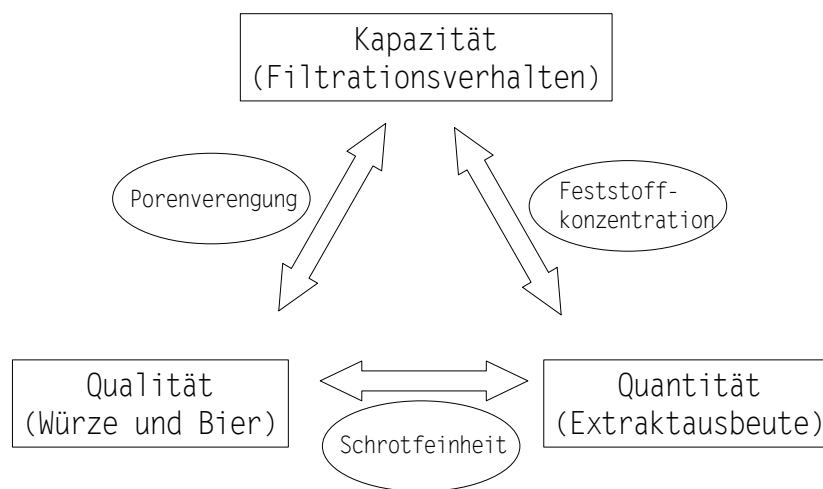 Kapazität
(Filtrationsverhalten)
Porenverengung
Feststoff-
konzentration
Qualität
(Würze und Bier)
Quantität
(Extraktausbeute)
Schrotfeinheit